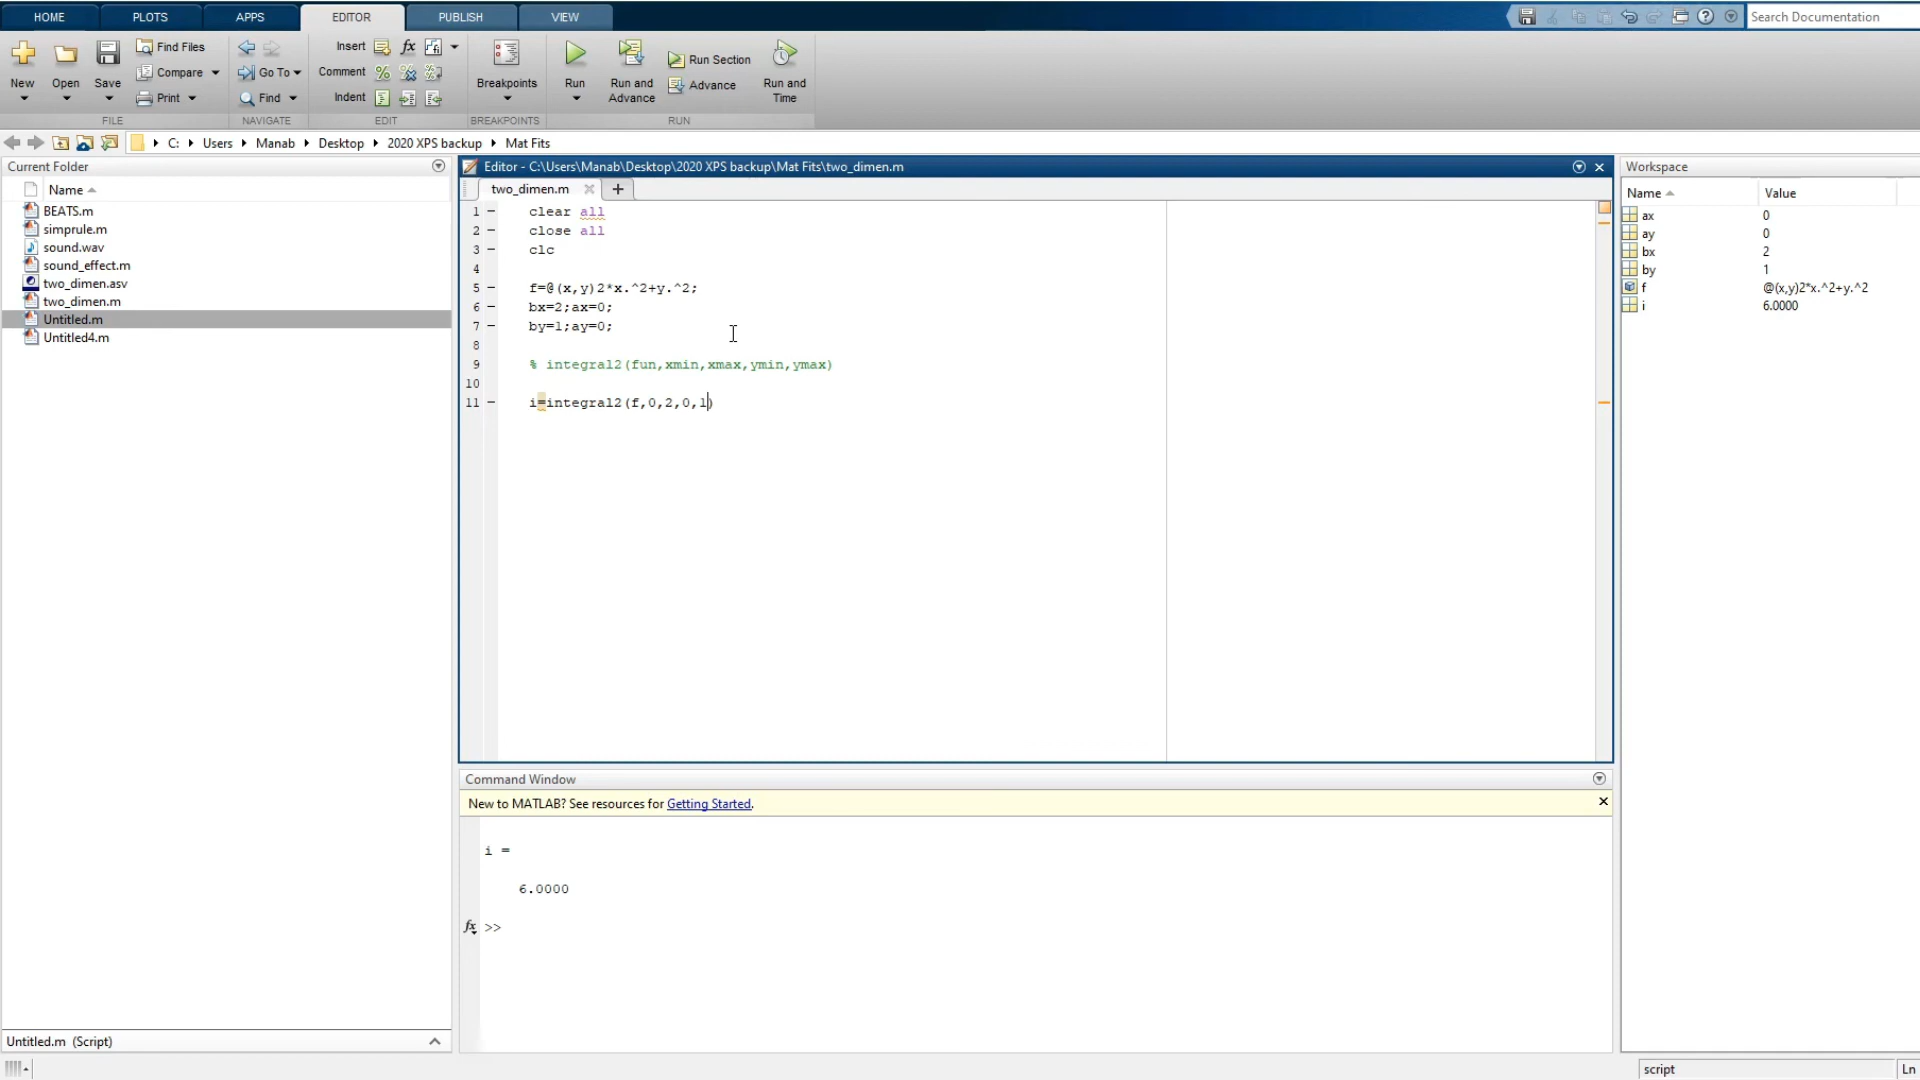 HOME PLOTS APPS EDITOR PUBLISH VIEW Search Documentation
New Open Save Find Files Compare Print
Go To Find
Insert fx fi
Comment
Indent
Breakpoints
Run Run and Advance Run Section Advance Run and Time
FILE NAVIGATE EDIT BREAKPOINTS RUN
C: Users Manab Desktop 2020 XPS backup Mat Fits
Current Folder
Name
BEATS.m
simprule.m
sound.wav
sound_effect.m
two_dimen.asv
two_dimen.m
Untitled.m
Untitled4.m
Untitled.m (Script)
Editor - C:\Users\Manab\Desktop\2020 XPS backup\Mat Fits\two_dimen.m
two_dimen.m
1 clear all
2 close all
3 clc
4
5 f=@(x,y)2*x.^2+y.^2;
6 bx=2;ax=0;
7 by=1;ay=0;
8
9 % integral2(fun,xmin,xmax,ymin,ymax)
10
11 i=integral2(f,0,2,0,1)
Command Window
New to MATLAB? See resources for Getting Started.
i =
6.0000
fx >>
Workspace
Name Value
ax 0
ay 0
bx 2
by 1
f @(x,y)2*x.^2+y.^2
i 6.0000
script Ln